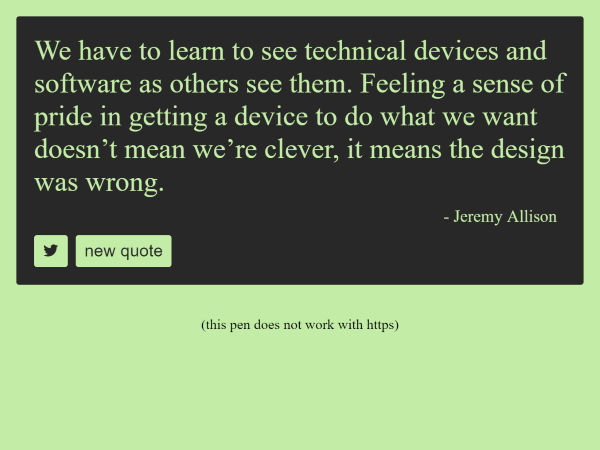 We have to learn to see technical devices and
software as others see them. Feeling a sense of
pride in getting a device to do what we want
doesn’t mean we’re clever, it means the design
was wrong.
- Jeremy Allison
new quote
(this pen does not work with https)